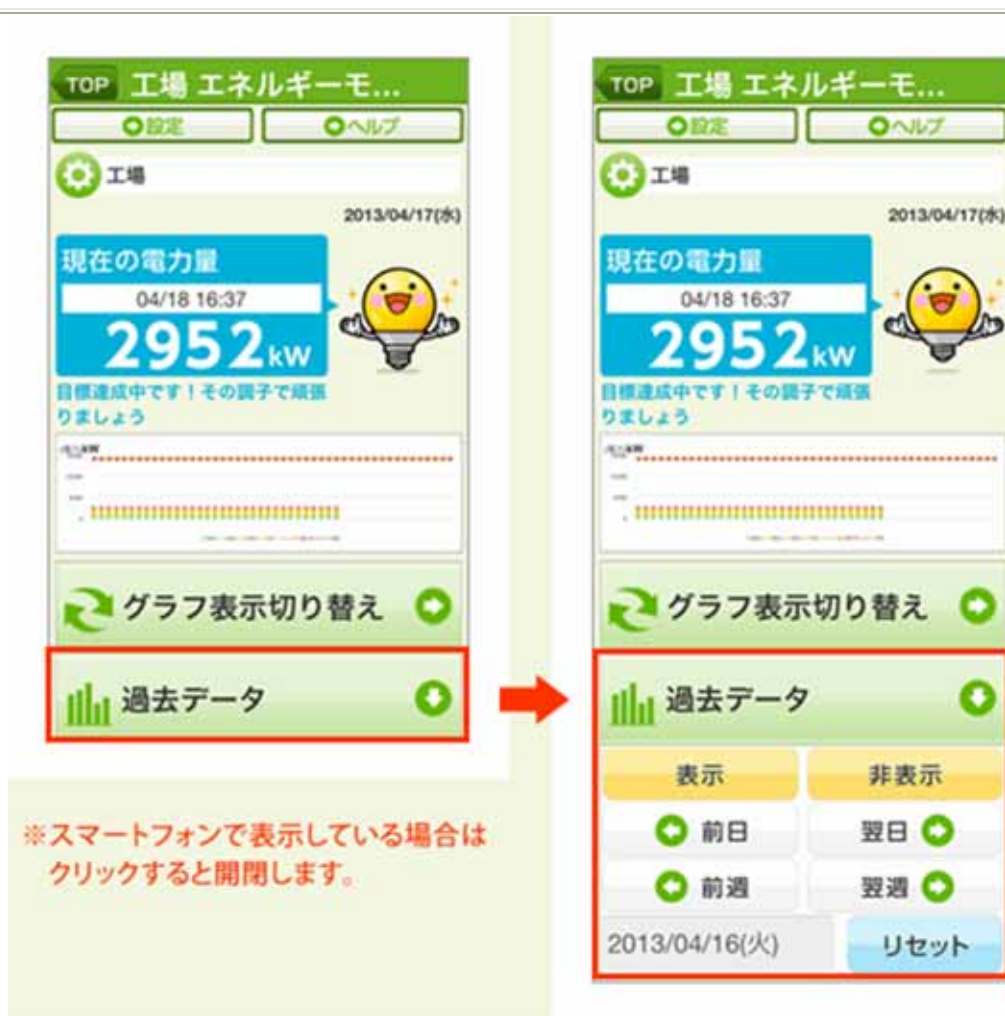 TOP 工場 エネルギーモ...
設定 ヘルプ
工場
2013/04/17(水)
現在の電力量
04/18 16:37
2952kW
目標達成中です！その調子で頑張
りましょう
グラフ表示切り替え
過去データ
※スマートフォンで表示している場合は
クリックすると開閉します。
TOP 工場 エネルギーモ...
設定 ヘルプ
工場
2013/04/17(水)
現在の電力量
04/18 16:37
2952kW
目標達成中です！その調子で頑張
りましょう
グラフ表示切り替え
過去データ
表示 非表示
前日 翌日
前週 翌週
2013/04/16(火) リセット